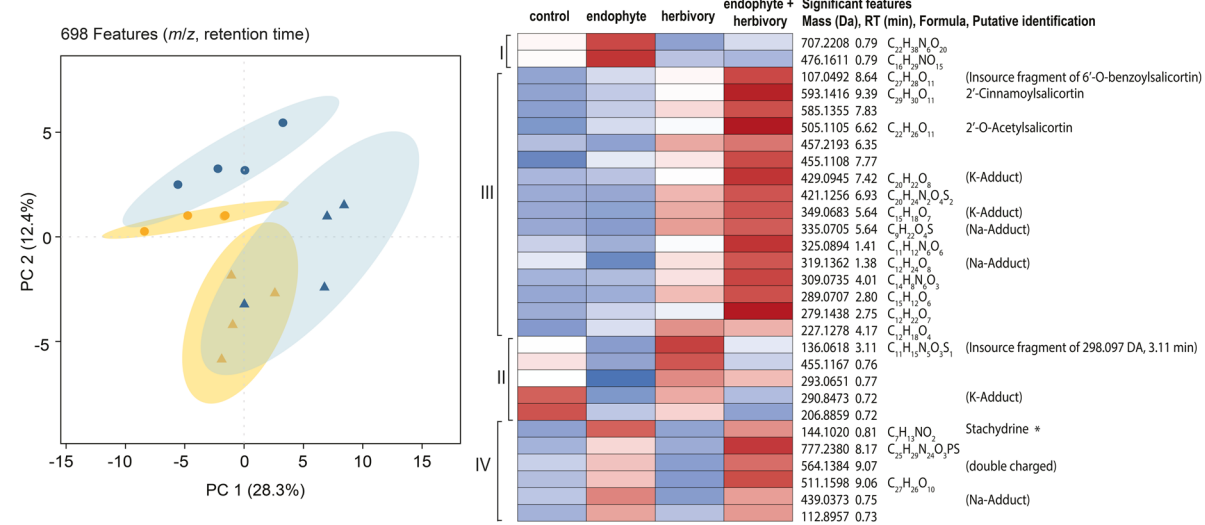 698 Features (m/z, retention time)
PC 2 (12.4%)
5
0
-5
-15 -10 -5 0 5 10 15
PC 1 (28.3%)
control endophyte herbivory endophyte + herbivory
Significant features
Mass (Da), RT (min), Formula, Putative identification
I
707.2208 0.79 C22H38N6O20
476.1611 0.79 C16H29NO15
III
107.0492 8.64 C27H28O11 (Insource fragment of 6′-O-benzoylsalicortin)
593.1416 9.39 C29H30O11 2′-Cinnamoylsalicortin
585.1355 7.83
505.1105 6.62 C22H26O11 2′-O-Acetylsalicortin
457.2193 6.35
455.1108 7.77
429.0945 7.42 C20H22O8 (K-Adduct)
421.1256 6.93 C20H24N2O4S2
349.0683 5.64 C15H18O7 (K-Adduct)
335.0705 5.64 C9H22O4S (Na-Adduct)
325.0894 1.41 C11H12N6O6
319.1362 1.38 C12H24O8 (Na-Adduct)
309.0735 4.01 C14H8N6O3
289.0707 2.80 C15H12O6
279.1438 2.75 C12H22O7
227.1278 4.17 C12H18O4
II
136.0618 3.11 C11H15N5O3S1 (Insource fragment of 298.097 DA, 3.11 min)
455.1167 0.76
293.0651 0.77
290.8473 0.72 (K-Adduct)
206.8859 0.72
IV
144.1020 0.81 C7H13NO2 Stachydrine *
777.2380 8.17 C25H29N24O3PS
564.1384 9.07 (double charged)
511.1598 9.06 C27H26O10
439.0373 0.75 (Na-Adduct)
112.8957 0.73